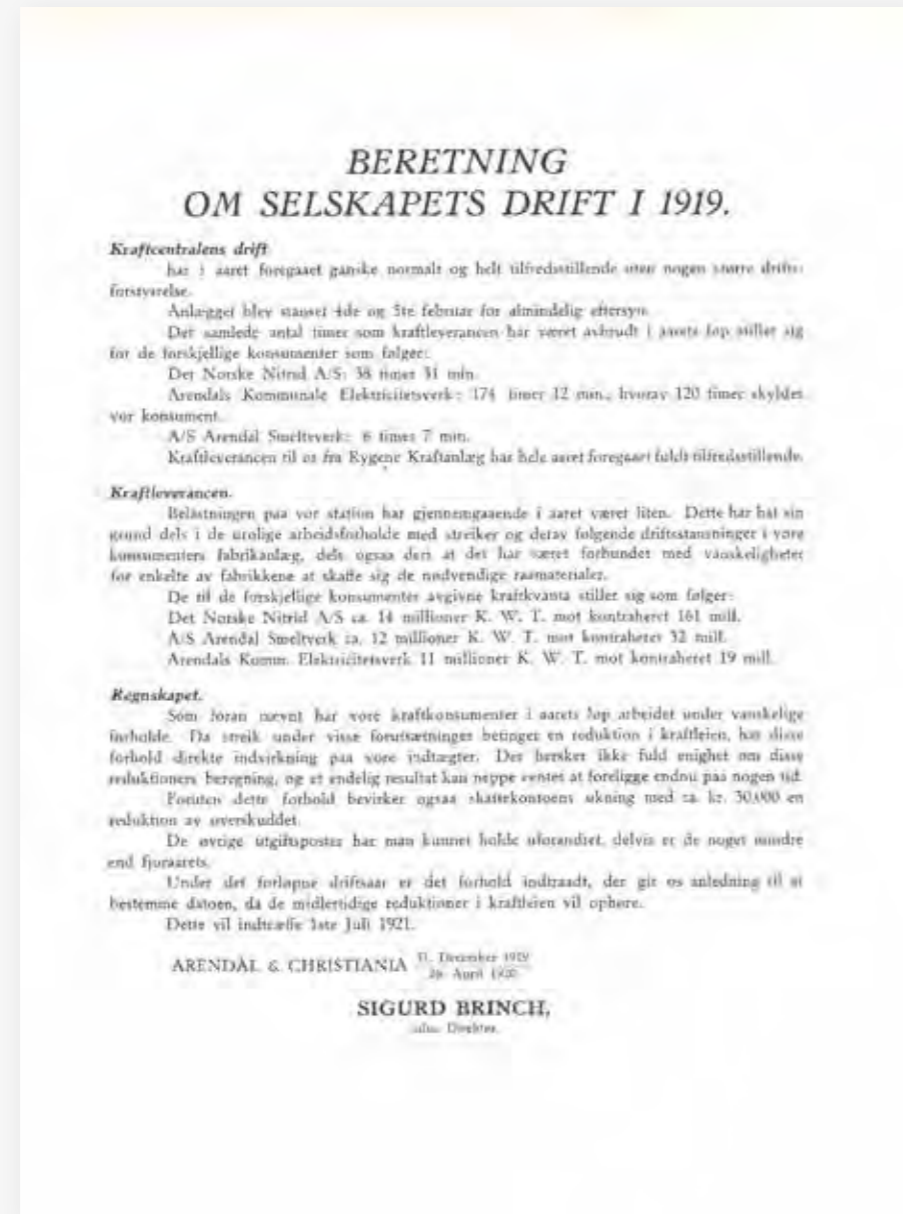 BERETNING
OM SELSKAPETS DRIFT I 1919.
Kraftcentralens drift
har i aaret foregaaet ganske normalt og helt tilfredsstillende uten nogen større drifts-
forstyrrelse.
Anlægget blev stanset 4de og 5te februar for almindelig eftersyn.
Det samlede antal timer som kraftleverancen har været avbrudt i aarets løp stiller sig
for de forskjellige konsumenter som følger:
Det Norske Nitrid A/S: 38 timer 31 min.
Arendals Kommunale Elektricitetsverk: 174 timer 12 min., hvorav 120 timer skyldes
vor konsument.
A/S Arendal Smelteverk: 6 timer 7 min.
Kraftleverancen til os fra Rygene Kraftanlæg har hele aaret foregaaet fuldt tilfredsstillende.
Kraftleverancen.
Belastningen paa vor station har gjennemgaaende i aaret været liten. Dette har hat sin
grund dels i de urolige arbeidsforholde med streiker og derav følgende driftsstansninger i vore
konsumenters fabrikanlæg, dels ogsaa deri at det har været forbundet med vanskeligheter
for enkelte av fabrikkene at skaffe sig de nødvendige raamaterialer.
De til de forskjellige konsumenter avgivne kraftkvanta stiller sig som følger:
Det Norske Nitrid A/S ca. 14 millioner K. W. T. mot kontraheret 161 mill.
A/S Arendal Smeltverk ca. 12 millioner K. W. T. mot kontraheret 32 mill.
Arendals Komm. Elektricitetsverk 11 millioner K. W. T. mot kontraheret 19 mill.
Regnskapet.
Som foran nævnt har vore kraftkonsumenter i aarets løp arbeidet under vanskelige
forholde. Da streik under visse forutsætninger betinger en reduktion i kraftleien, har disse
forhold direkte indvirkning paa vore indtægter. Der hersker ikke fuld enighet om disse
reduktioners beregning, og et endelig resultat kan neppe ventes at foreligge endnu paa nogen tid.
Foruten dette forhold bevirker ogsaa skattekontoens økning med ca. kr. 30.000 en
reduktion av overskuddet.
De øvrige utgiftsposter har man kunnet holde uforandret, delvis er de noget mindre
end fjoraarets.
Under det forløpne driftsaar er det forhold indtraadt, der gir os anledning til at
bestemme datoen, da de midlertidige reduktioner i kraftleien vil ophøre.
Dette vil indtræffe 1ste Juli 1921.
ARENDAL & CHRISTIANIA 31. December 1919
28. April 1920
SIGURD BRINCH,
Direktør.